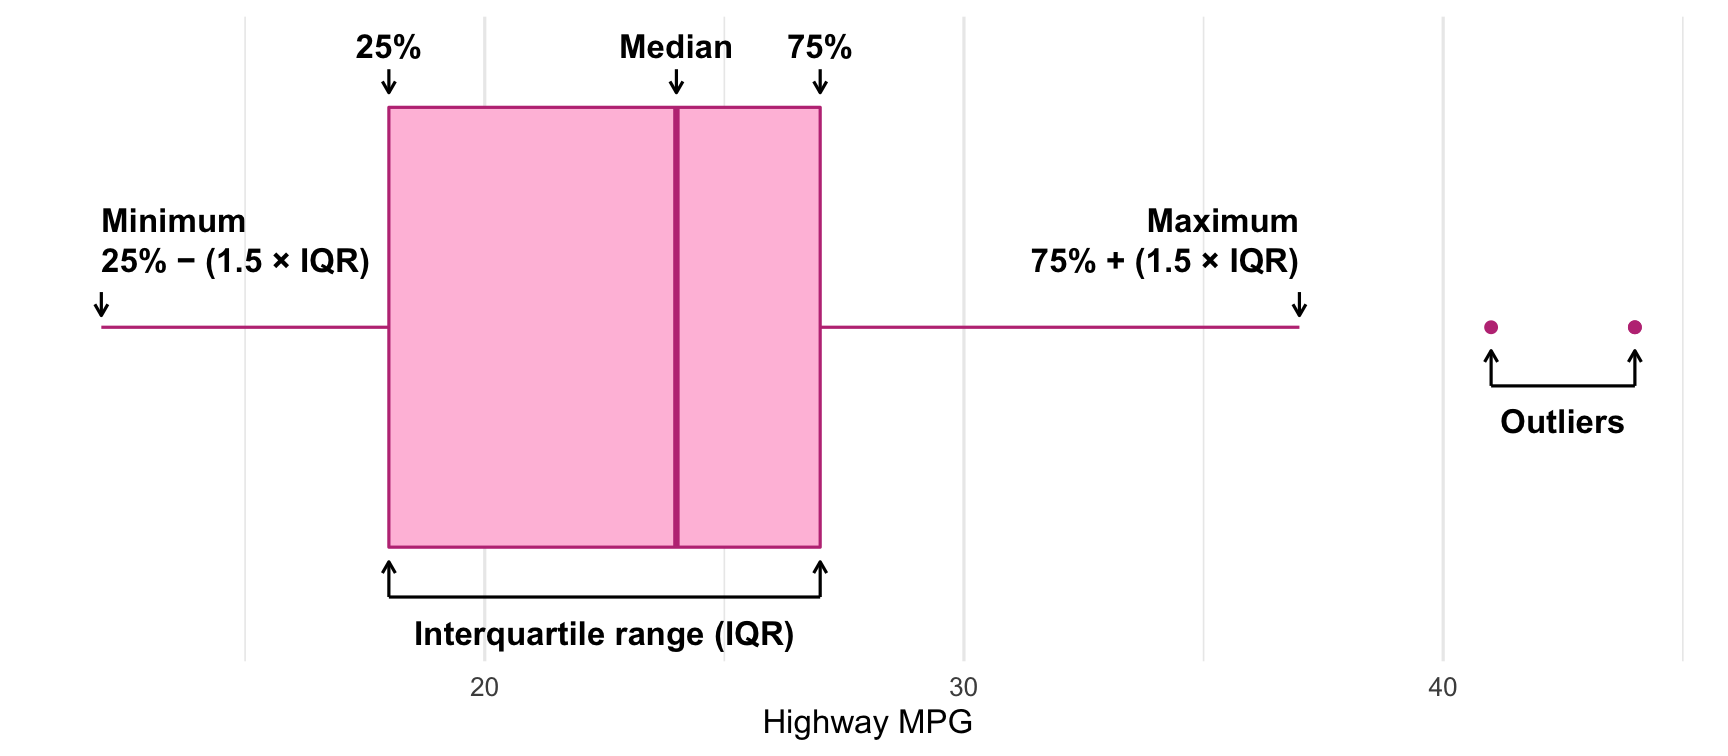 25%
Median
75%
Minimum
25% − (1.5 × IQR)
Maximum
75% + (1.5 × IQR)
Outliers
Interquartile range (IQR)
20
30
40
Highway MPG